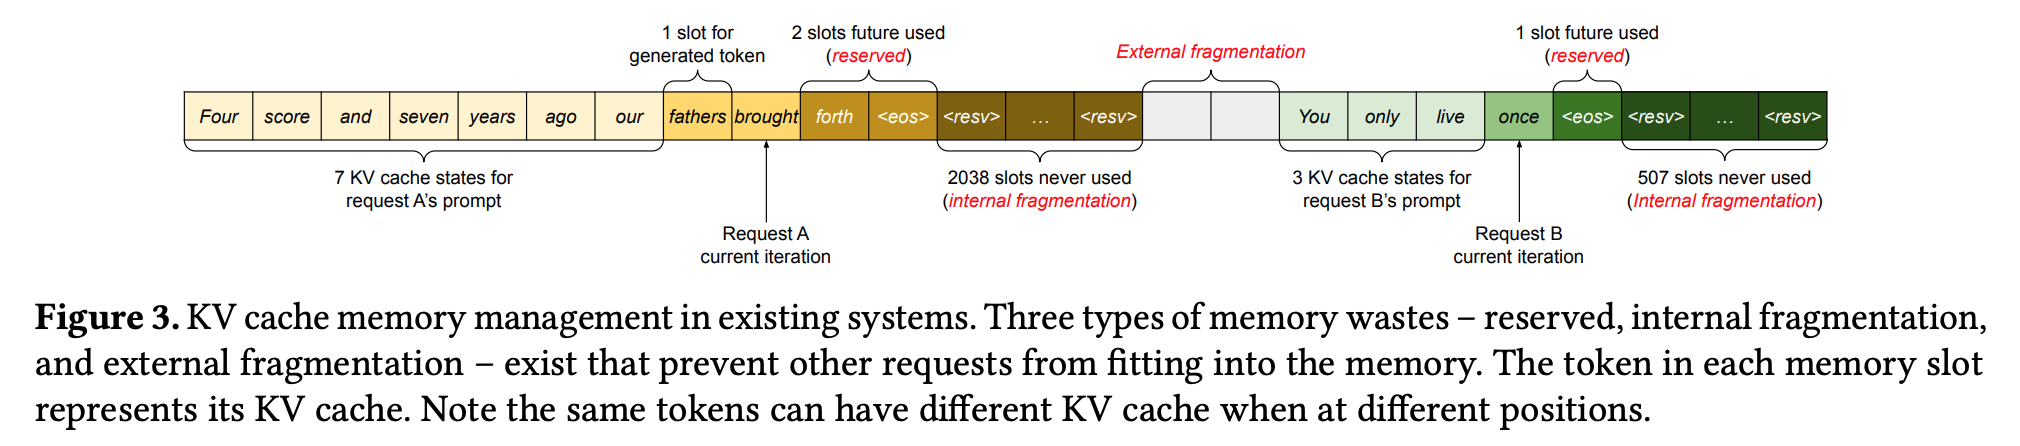 1 slot for
generated token
2 slots future used
(reserved)
External fragmentation
1 slot future used
(reserved)
Four score and seven years ago our fathers brought forth <eos> <resv> ... <resv> You only live once <eos> <resv> ... <resv>
7 KV cache states for
request A's prompt
2038 slots never used
(internal fragmentation)
3 KV cache states for
request B's prompt
507 slots never used
(Internal fragmentation)
Request A
current iteration
Request B
current iteration
Figure 3. KV cache memory management in existing systems. Three types of memory wastes – reserved, internal fragmentation,
and external fragmentation – exist that prevent other requests from fitting into the memory. The token in each memory slot
represents its KV cache. Note the same tokens can have different KV cache when at different positions.